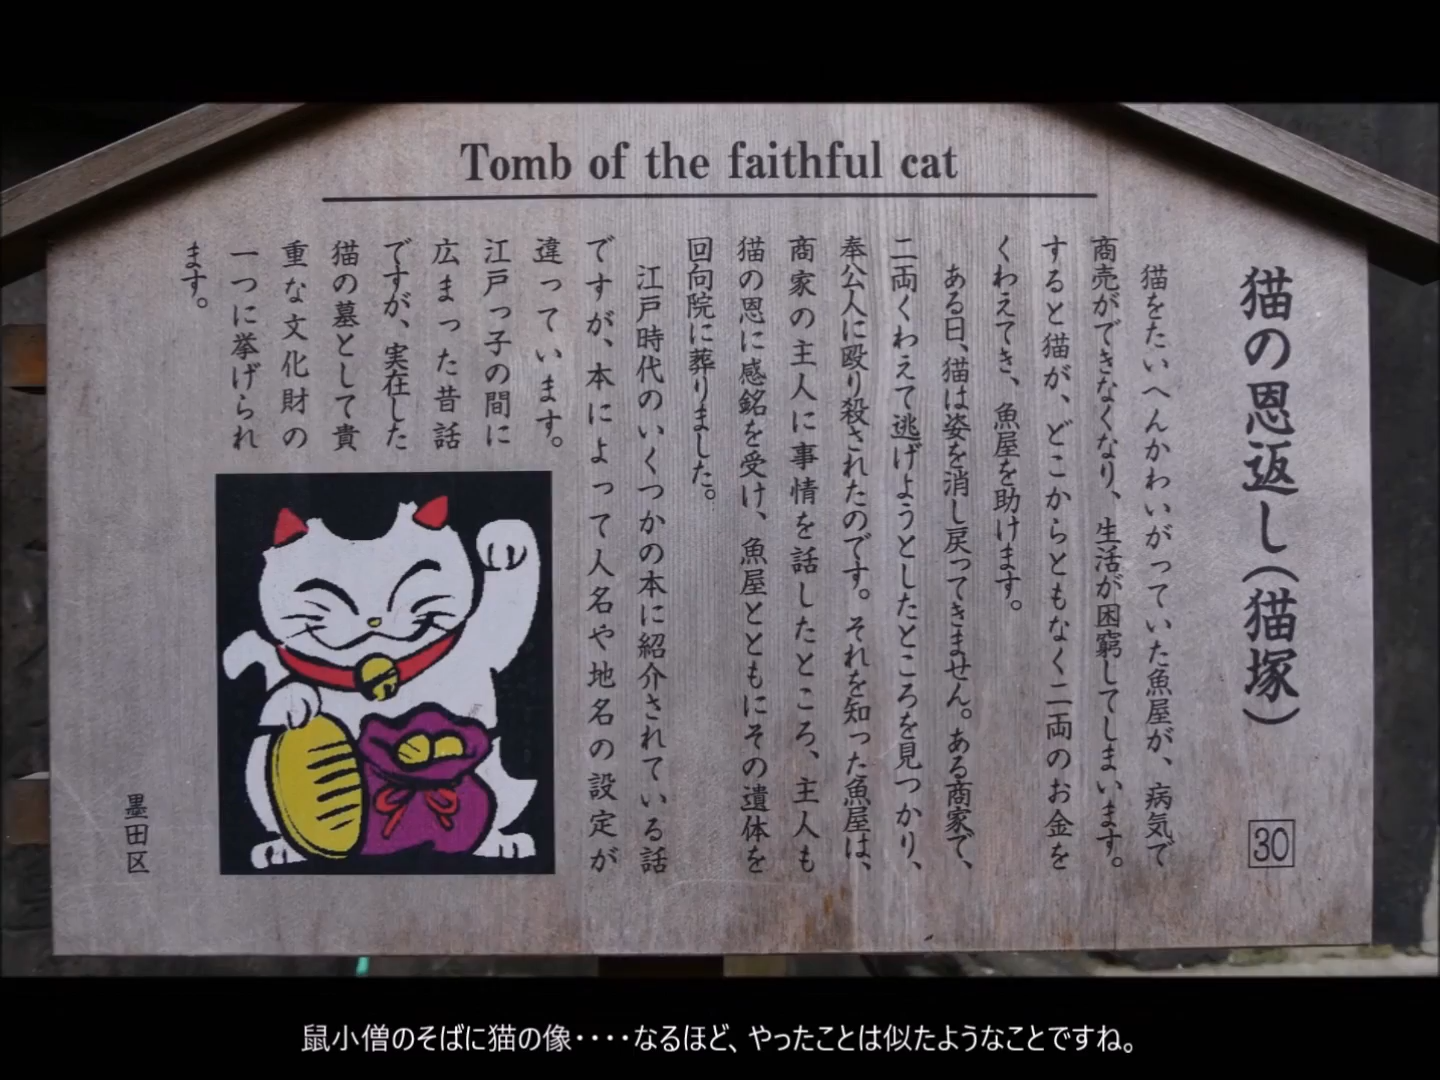 Tomb of the faithful cat
猫の恩返し（猫塚）
30
猫をたいへんかわいがっていた魚屋が、病気で
商売ができなくなり、生活が困窮してしまいます。
すると猫が、どこからともなく二両のお金を
くわえてき、魚屋を助けます。
ある日、猫は姿を消し戻ってきません。ある商家で、
二両くわえて逃げようとしたところを見つかり、
奉公人に殴り殺されたのです。それを知った魚屋は、
商家の主人に事情を話したところ、主人も
猫の恩に感銘を受け、魚屋とともにその遺体を
回向院に葬りました。
江戸時代のいくつかの本に紹介されている話
ですが、本によって人名や地名の設定が
違っています。
江戸っ子の間に
広まった昔話
ですが、実在した
猫の墓として貴
重な文化財の
一つに挙げられ
ます。
墨田区
鼠小僧のそばに猫の像････なるほど、やったことは似たようなことですね。